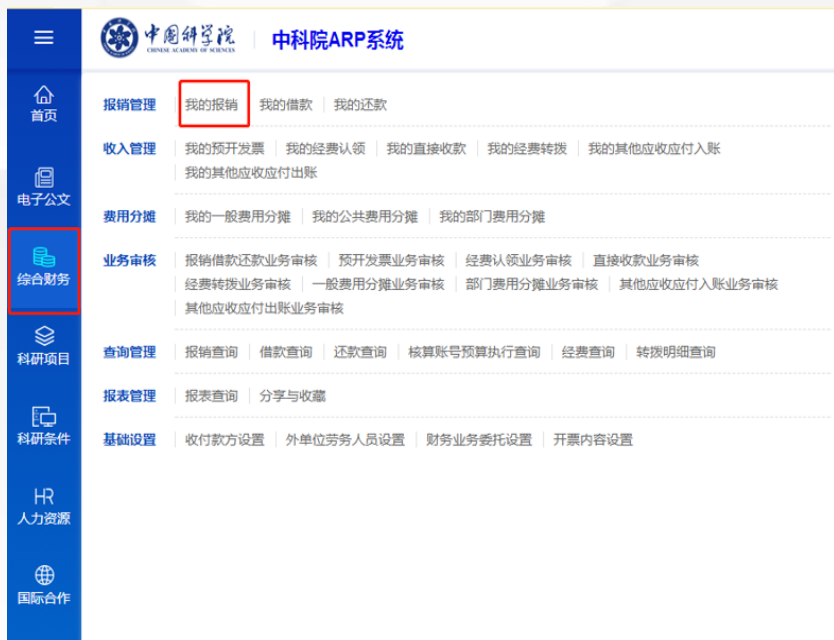 中国科学院
CHINESE ACADEMY OF SCIENCES
中科院ARP系统
首页
电子公文
综合财务
科研项目
科研条件
HR
人力资源
国际合作
报销管理 我的报销 我的借款 我的还款
收入管理 我的预开发票 我的经费认领 我的直接收款 我的经费转拨 我的其他应收应付入账
我的其他应收应付出账
费用分摊 我的一般费用分摊 我的公共费用分摊 我的部门费用分摊
业务审核 报销借款还款业务审核 预开发票业务审核 经费认领业务审核 直接收款业务审核
经费转拨业务审核 一般费用分摊业务审核 部门费用分摊业务审核 其他应收应付入账业务审核
其他应收应付出账业务审核
查询管理 报销查询 借款查询 还款查询 核算账号预算执行查询 经费查询 转拨明细查询
报表管理 报表查询 分享与收藏
基础设置 收付款方设置 外单位劳务人员设置 财务业务委托设置 开票内容设置